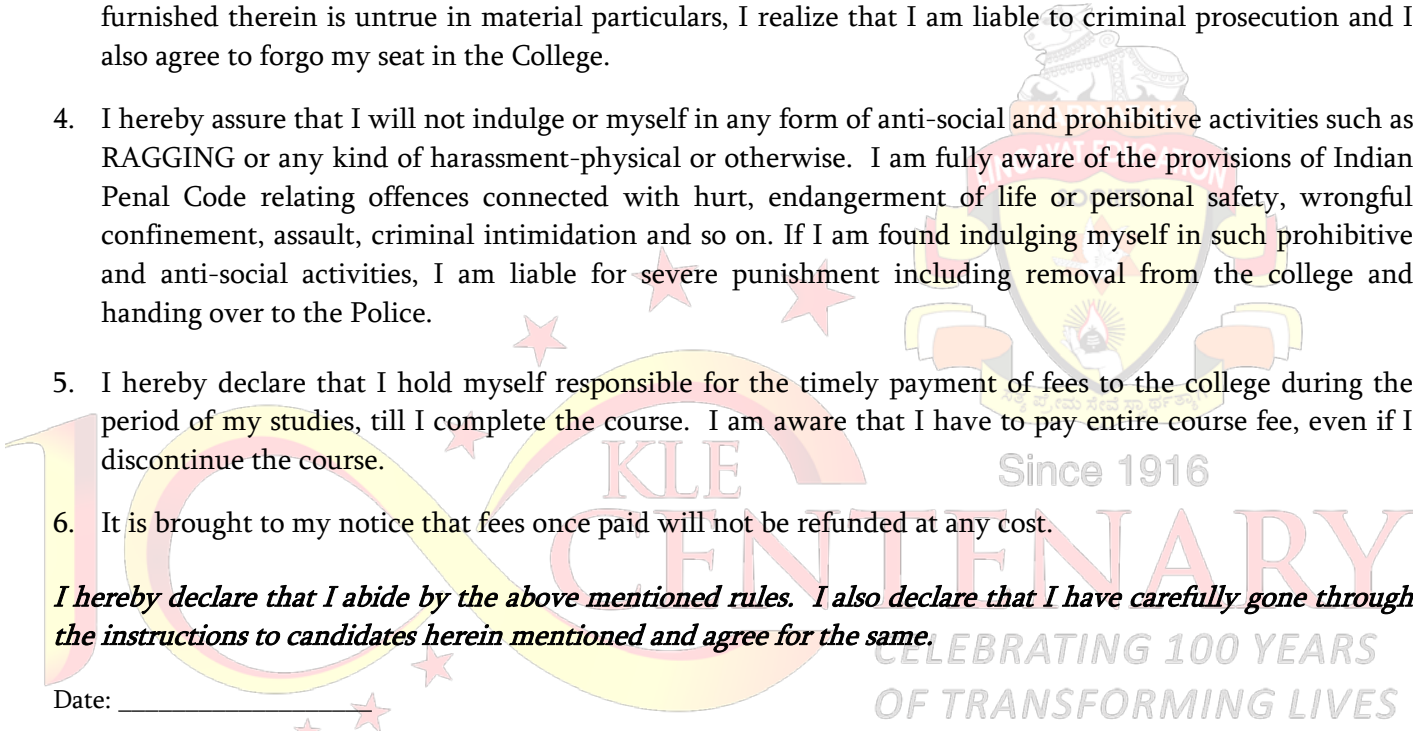 furnished therein is untrue in material particulars, I realize that I am liable to criminal prosecution and I
also agree to forgo my seat in the College.
4. I hereby assure that I will not indulge or myself in any form of anti-social and prohibitive activities such as
RAGGING or any kind of harassment-physical or otherwise. I am fully aware of the provisions of Indian
Penal Code relating offences connected with hurt, endangerment of life or personal safety, wrongful
confinement, assault, criminal intimidation and so on. If I am found indulging myself in such prohibitive
and anti-social activities, I am liable for severe punishment including removal from the college and
handing over to the Police.
5. I hereby declare that I hold myself responsible for the timely payment of fees to the college during the
period of my studies, till I complete the course. I am aware that I have to pay entire course fee, even if I
discontinue the course.
6. It is brought to my notice that fees once paid will not be refunded at any cost.
I hereby declare that I abide by the above mentioned rules. I also declare that I have carefully gone through
the instructions to candidates herein mentioned and agree for the same.
Date: ___________________
LINGAYAT EDUCATION
SOCIETY
Since 1916
KLE
CENTENARY
CELEBRATING 100 YEARS
OF TRANSFORMING LIVES